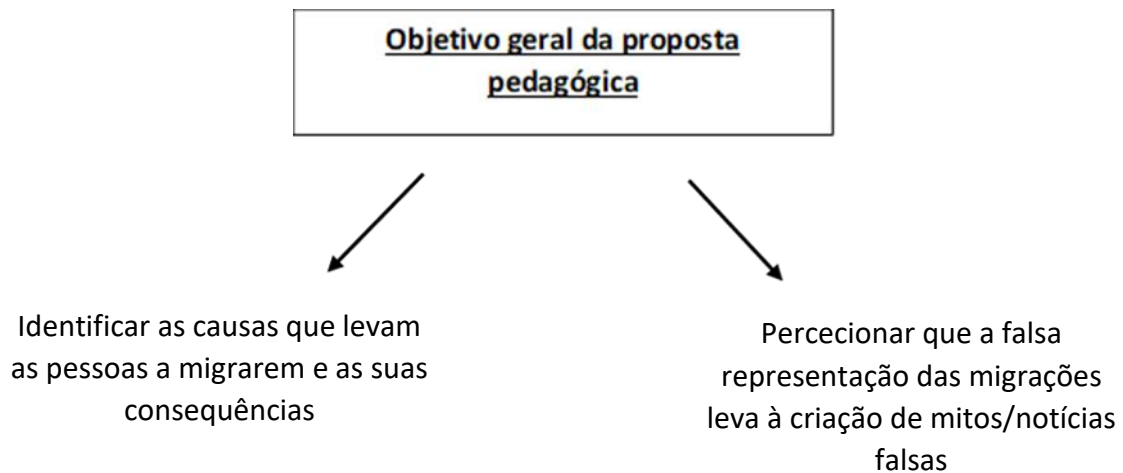 Objetivo geral da proposta
pedagógica
Identificar as causas que levam
as pessoas a migrarem e as suas
consequências
Percecionar que a falsa
representação das migrações
leva à criação de mitos/notícias
falsas